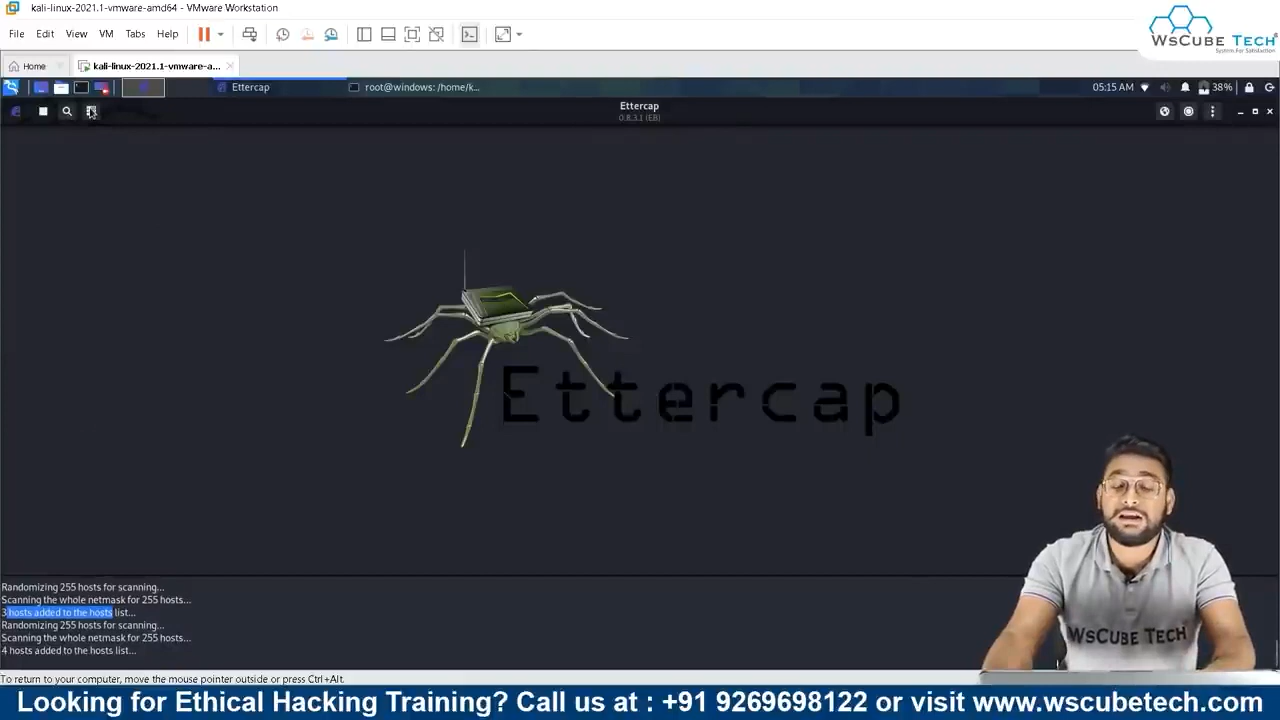 kali-linux-2021.1-vmware-amd64 - VMware Workstation
File Edit View VM Tabs Help
WsCube Tech
System For Satisfaction
Home
kali-linux-2021.1-vmware-a...
Ettercap
root@windows: /home/k...
05:15 AM
38%
Ettercap
0.8.3.1 (EB)
Ettercap
Randomizing 255 hosts for scanning...
Scanning the whole netmask for 255 hosts...
3 hosts added to the hosts list...
Randomizing 255 hosts for scanning...
Scanning the whole netmask for 255 hosts...
4 hosts added to the hosts list...
WsCube Tech
To return to your computer, move the mouse pointer outside or press Ctrl+Alt.
Looking for Ethical Hacking Training? Call us at : +91 9269698122 or visit www.wscubetech.com